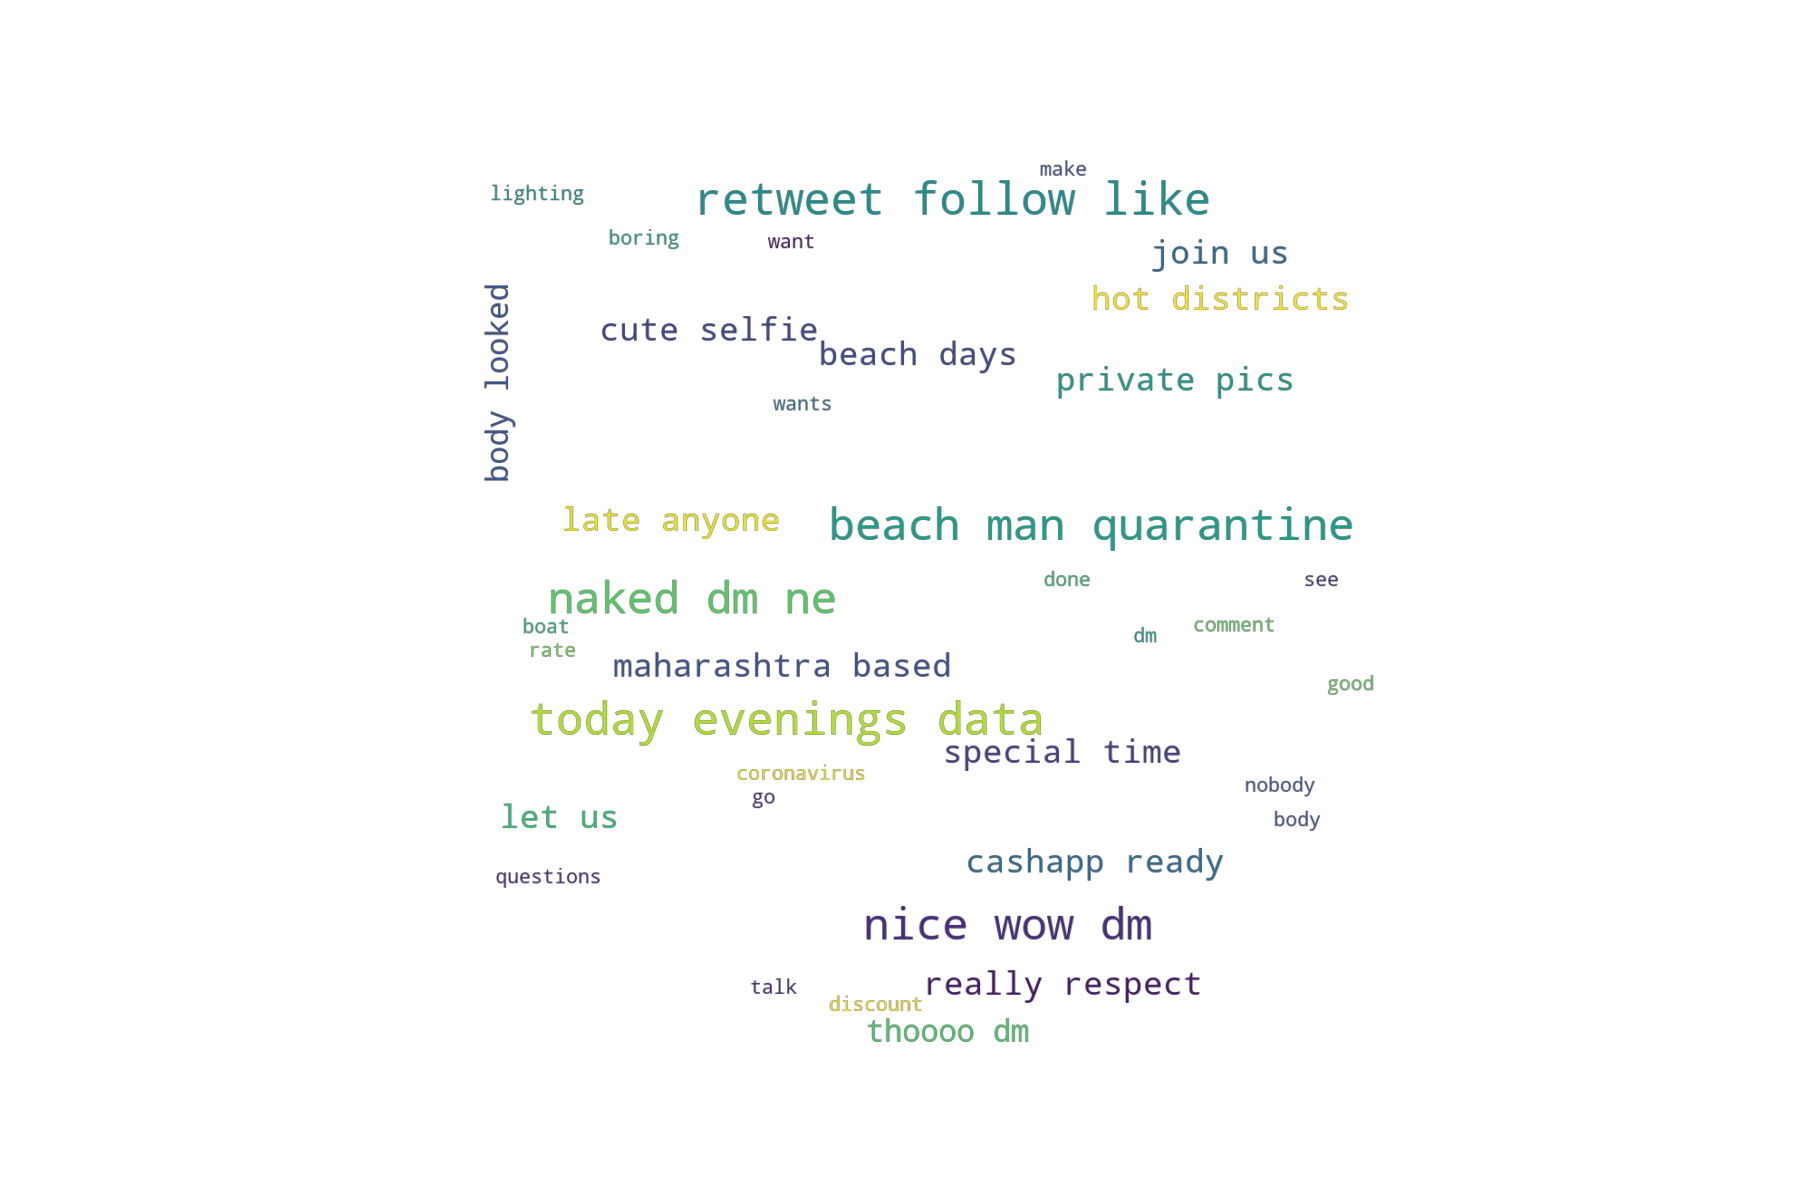 make
lighting
retweet follow like
boring
want
join us
hot districts
body looked
cute selfie
beach days
private pics
wants
late anyone
beach man quarantine
done
see
naked dm ne
boat
comment
dm
rate
maharashtra based
good
today evenings data
special time
coronavirus
nobody
go
let us
body
cashapp ready
questions
nice wow dm
talk
really respect
discount
thoooo dm